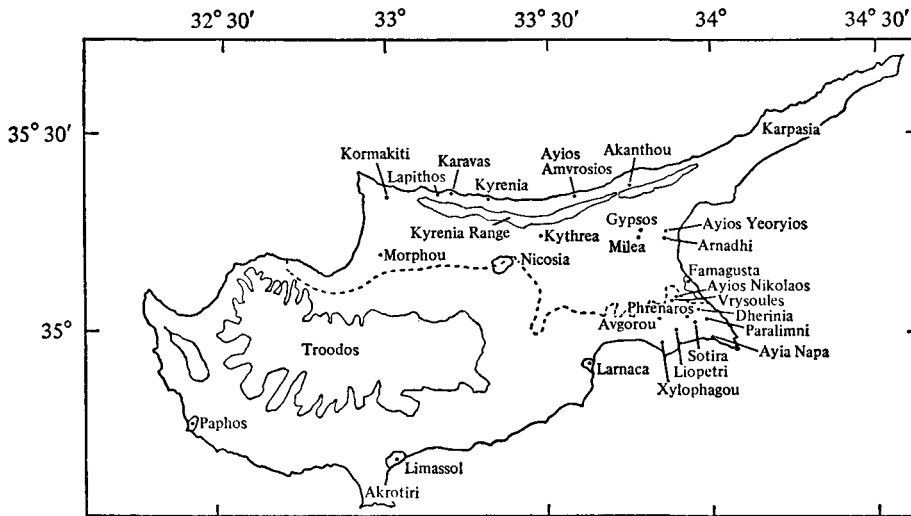 32° 30′ 33° 33° 30′ 34° 34° 30′
35° 30′
Karpasia
Kormakiti
Lapithos
Karavas
Kyrenia
Ayios
Amvrosios
Akanthou
Kyrenia Range
Kythrea
Gypsos
Milea
Ayios Yeoryios
Arnadhi
Morphou
Nicosia
Famagusta
Ayios Nikolaos
Vrysoules
Phrenaros
Dherinia
Avgorou
Paralimni
35°
Troodos
Sotira
Ayia Napa
Liopetri
Larnaca
Xylophagou
Paphos
Limassol
Akrotiri